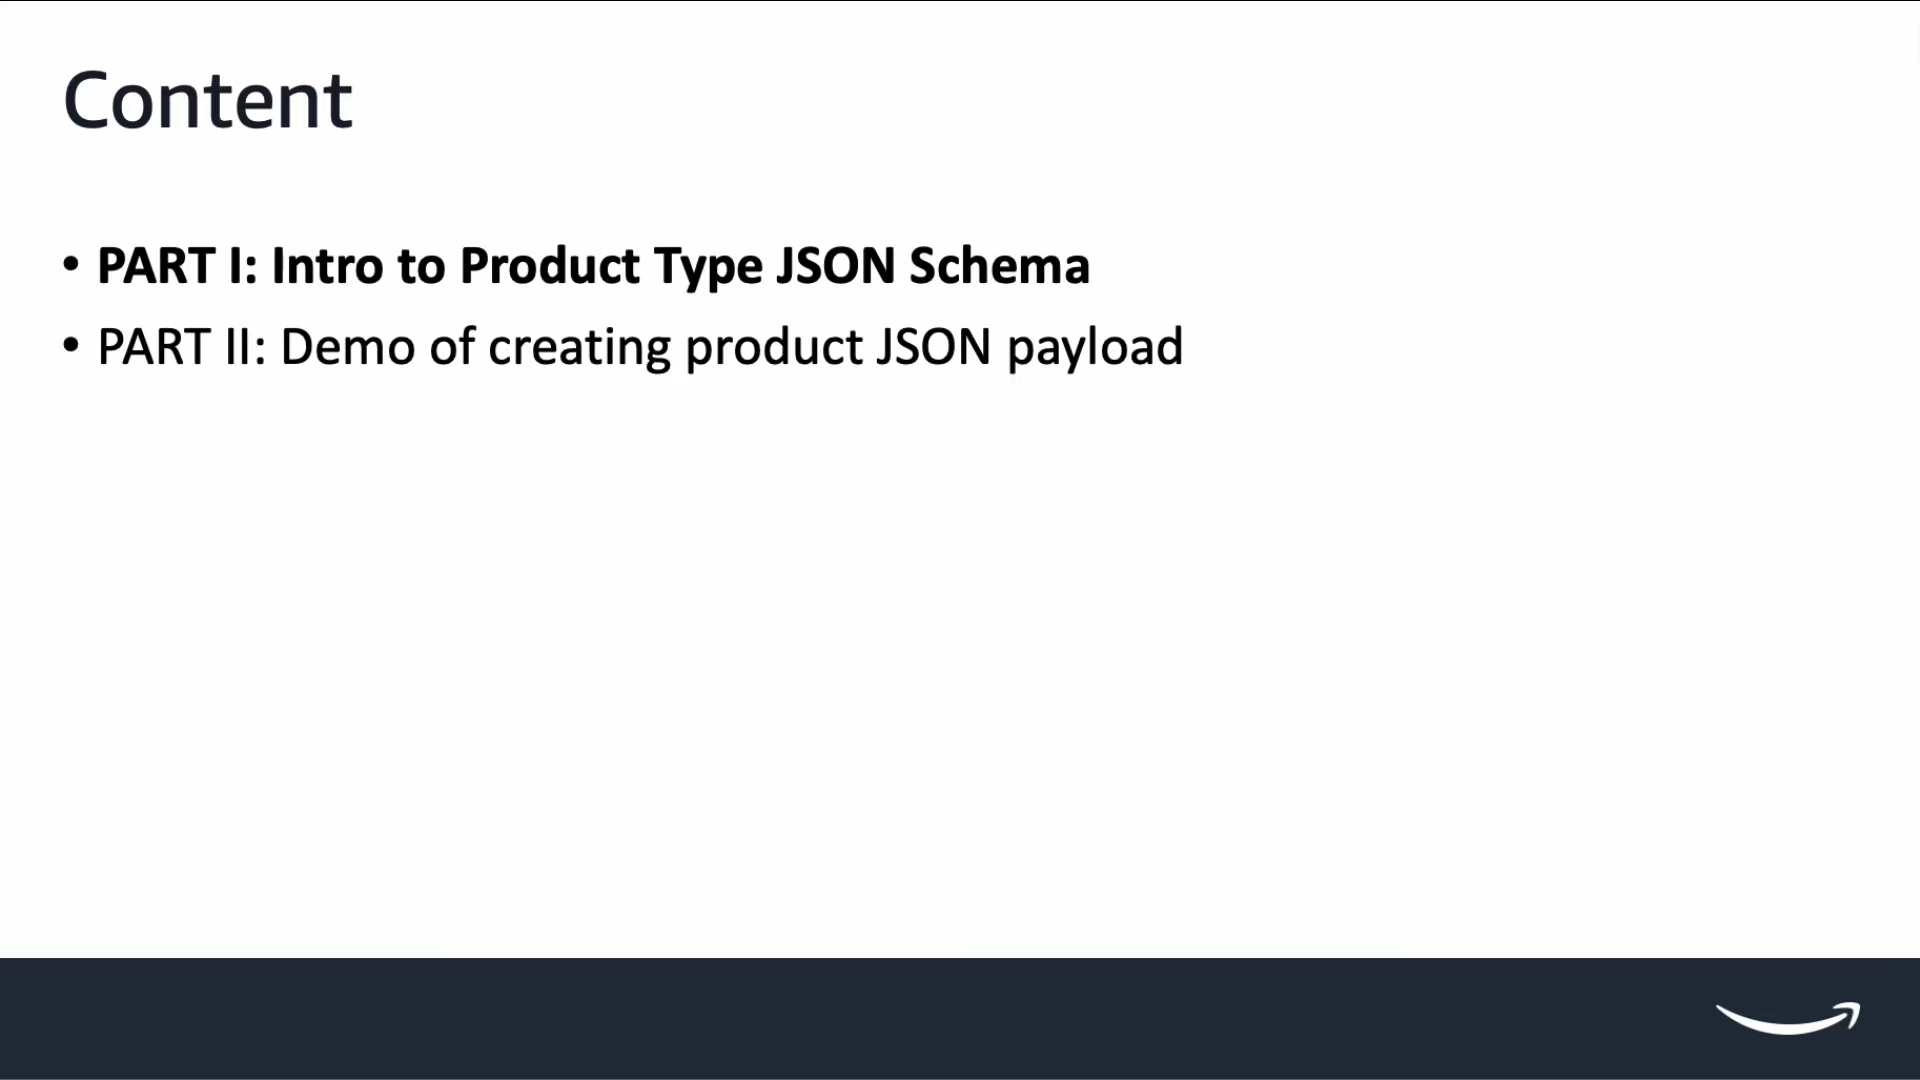 Content
• PART I: Intro to Product Type JSON Schema
• PART II: Demo of creating product JSON payload